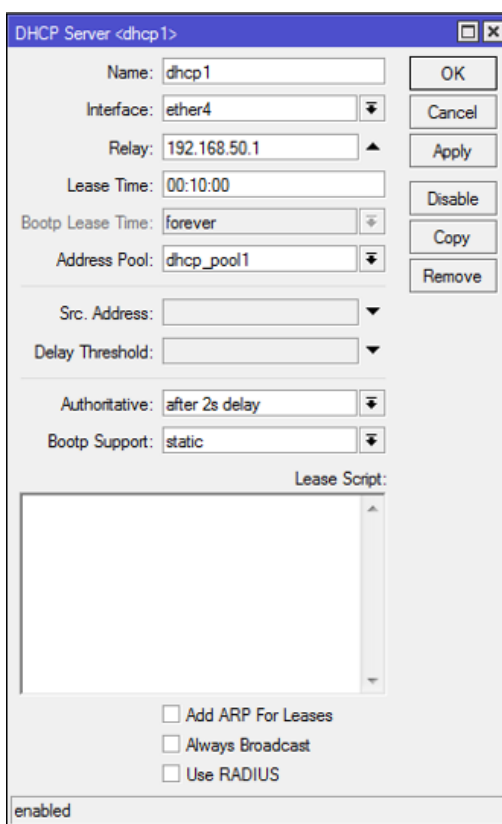 DHCP Server <dhcp1>
Name: dhcp1
OK
Interface: ether4
Cancel
Relay: 192.168.50.1
Apply
Lease Time: 00:10:00
Disable
Bootp Lease Time: forever
Copy
Address Pool: dhcp_pool1
Remove
Src. Address:
Delay Threshold:
Authoritative: after 2s delay
Bootp Support: static
Lease Script:
Add ARP For Leases
Always Broadcast
Use RADIUS
enabled